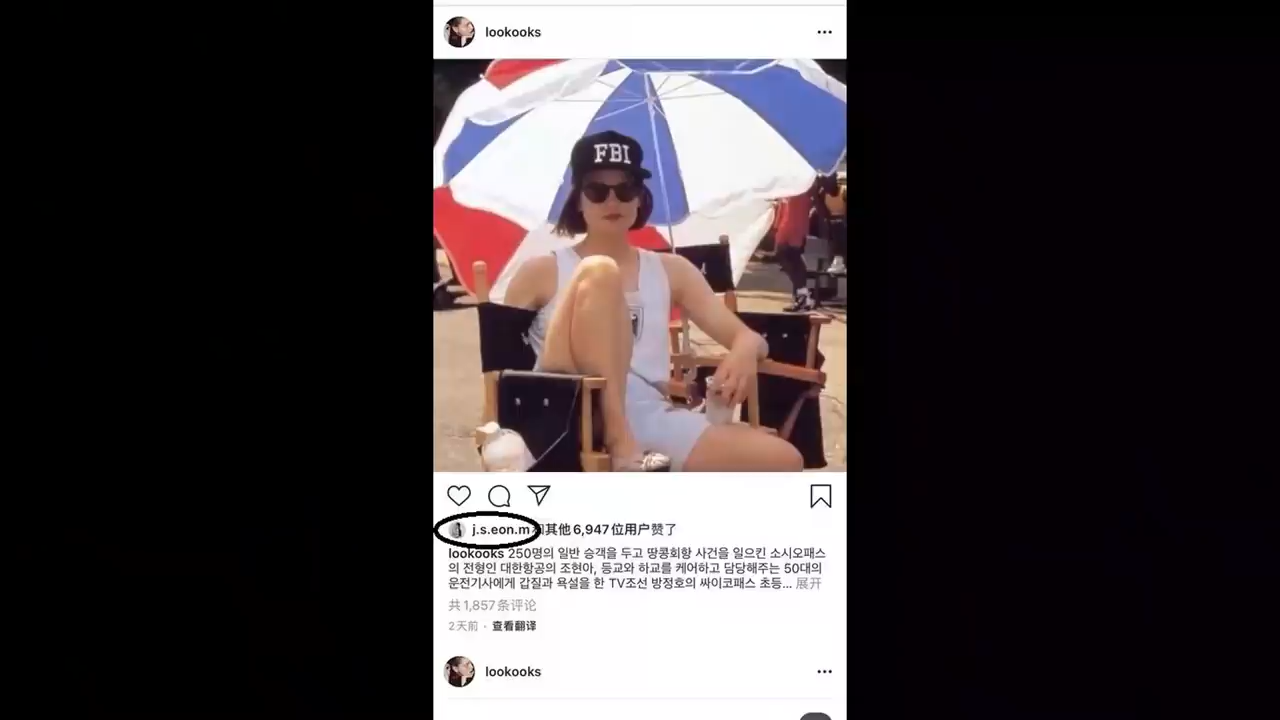 lookooks
FBI
j.s.eon.m 和其他 6,947 位用户赞了
lookooks 250명의 일반 승객을 두고 땅콩회항 사건을 일으킨 소시오패스
의 전형인 대한항공의 조현아, 등교와 하교를 케어하고 담당해주는 50대의
운전기사에게 갑질과 욕설을 한 TV조선 방정호의 싸이코패스 초등... 展开
共 1,857 条评论
2天前 · 查看翻译
lookooks